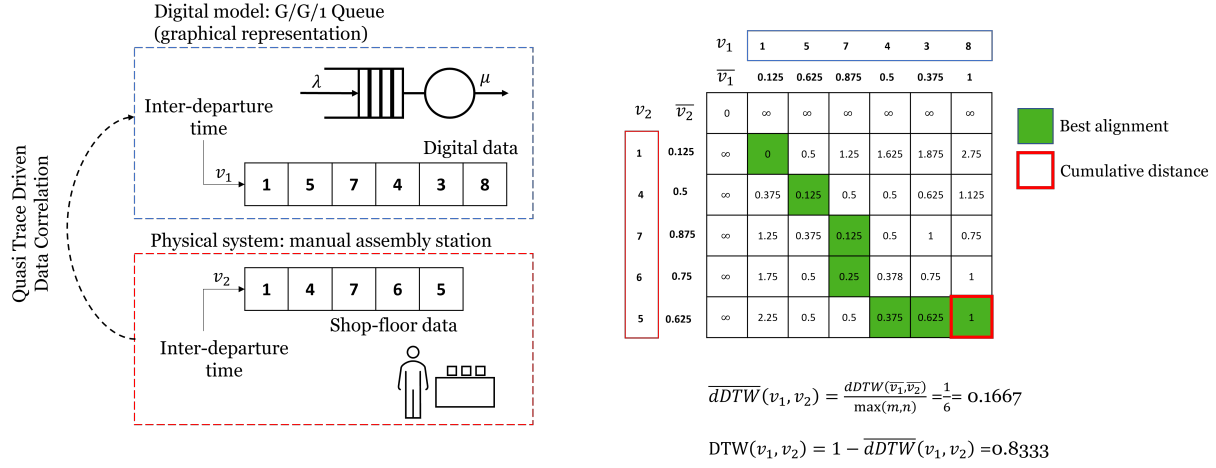 Digital model: G/G/1 Queue
(graphical representation)
λ
μ
Inter-departure
time
Digital data
v₁
1 5 7 4 3 8
Quasi Trace Driven
Data Correlation
Physical system: manual assembly station
v₂
1 4 7 6 5
Shop-floor data
Inter-departure
time
v₁ 1 5 7 4 3 8
v̅₁ 0.125 0.625 0.875 0.5 0.375 1
v₂ v̅₂ 0 ∞ ∞ ∞ ∞ ∞ ∞
1 0.125 ∞ 0 0.5 1.25 1.625 1.875 2.75
4 0.5 ∞ 0.375 0.125 0.5 0.5 0.625 1.125
7 0.875 ∞ 1.25 0.375 0.125 0.5 1 0.75
6 0.75 ∞ 1.75 0.5 0.25 0.378 0.75 1
5 0.625 ∞ 2.25 0.5 0.5 0.375 0.625 1
Best alignment
Cumulative distance
\overline{dDTW}(v₁, v₂) = dDTW(v̅₁,v̅₂)/max(m,n) = 1/6 = 0.1667
DTW(v₁, v₂) = 1 − \overline{dDTW}(v₁, v₂) =0.8333